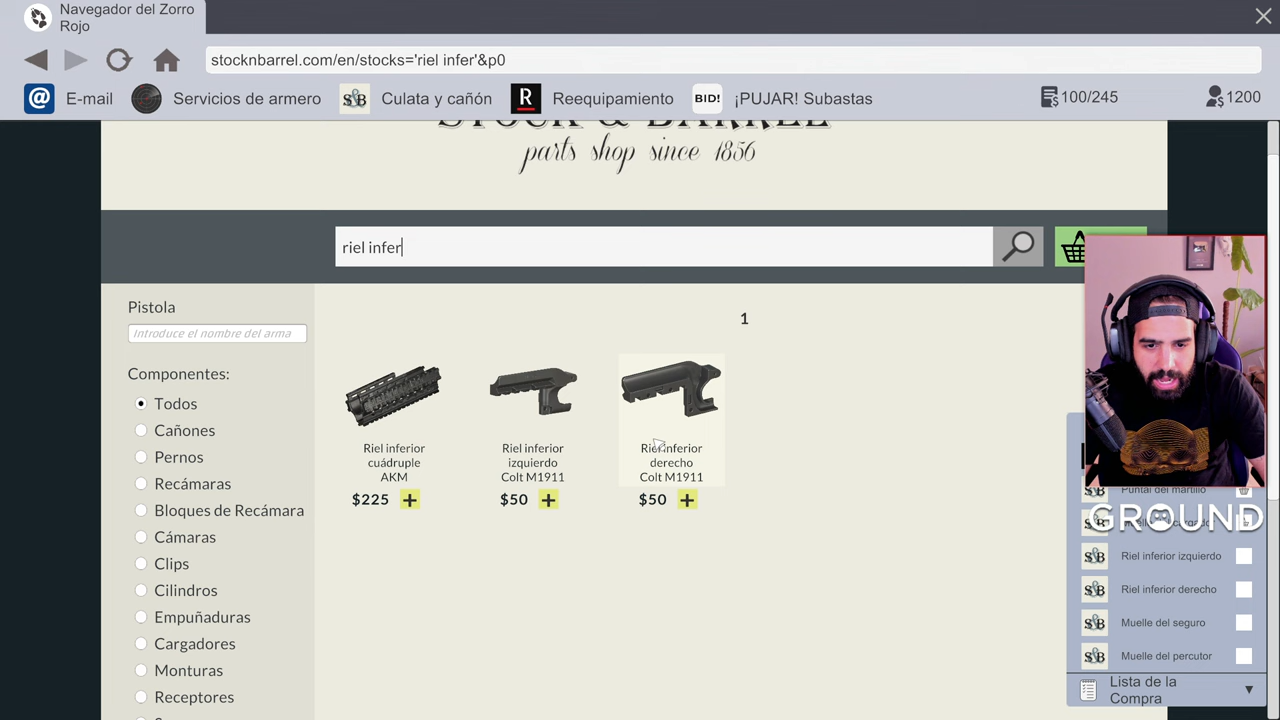 Navegador del Zorro
Rojo
stocknbarrel.com/en/stocks='riel infer'&p0
@ E-mail
Servicios de armero
S&B Culata y cañón
R Reequipamiento
BID! ¡PUJAR! Subastas
100/245
1200
STOCK & BARREL
parts shop since 1856
riel infer
Pistola
Introduce el nombre del arma
Componentes:
Todos
Cañones
Pernos
Recámaras
Bloques de Recámara
Cámaras
Clips
Cilindros
Empuñaduras
Cargadores
Monturas
Receptores
1
Riel inferior
cuádruple
AKM
$225 +
Riel inferior
izquierdo
Colt M1911
$50 +
Riel inferior
derecho
Colt M1911
$50 +
Puntal del martillo
GROUND
Riel inferior izquierdo
Riel inferior derecho
Muelle del seguro
Muelle del percutor
Lista de la
Compra